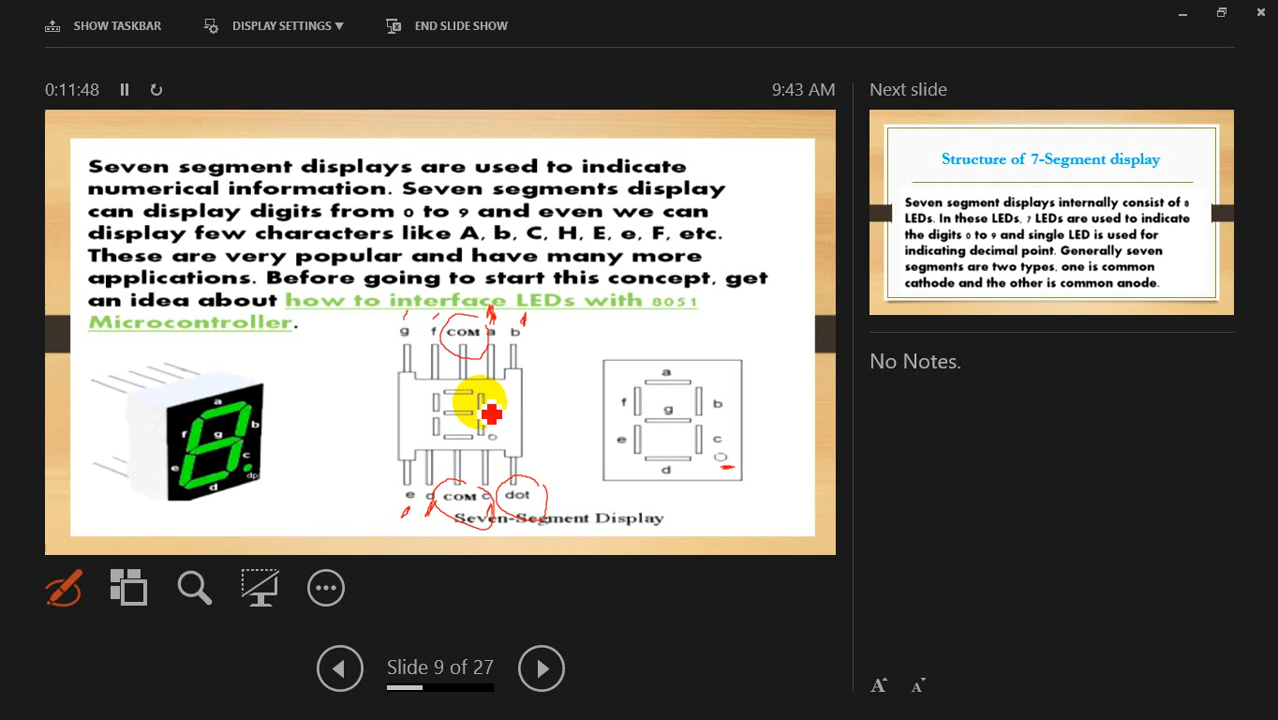 SHOW TASKBAR
DISPLAY SETTINGS ▼
END SLIDE SHOW
0:11:48
9:43 AM
Seven segment displays are used to indicate
numerical information. Seven segments display
can display digits from 0 to 9 and even we can
display few characters like A, b, C, H, E, e, F, etc.
These are very popular and have many more
applications. Before going to start this concept, get
an idea about how to interface LEDs with 8051
Microcontroller.
a
b
f
g
c
e
dp
d
g f COM a b
e d COM c dot
a
f
b
g
e
c
d
Seven-Segment Display
Slide 9 of 27
Next slide
Structure of 7-Segment display
Seven segment displays internally consist of 8
LEDs. In these LEDs, 7 LEDs are used to indicate
the digits 0 to 9 and single LED is used for
indicating decimal point. Generally seven
segments are two types, one is common
cathode and the other is common anode.
No Notes.
A A